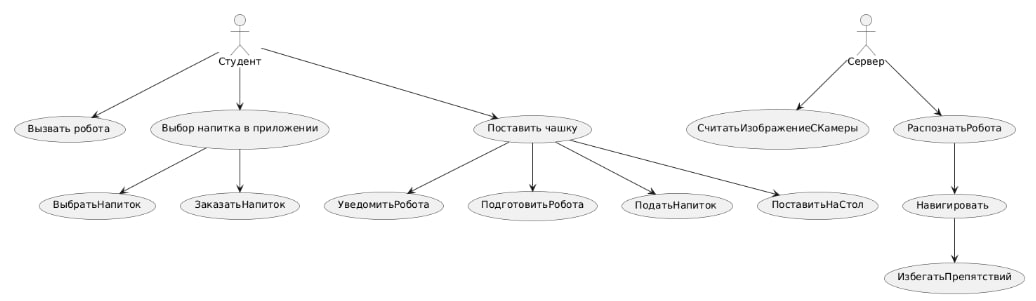 Студент
Сервер
Вызвать робота
Выбор напитка в приложении
Поставить чашку
СчитатьИзображениеСКамеры
РаспознатьРобота
ВыбратьНапиток
ЗаказатьНапиток
УведомитьРобота
ПодготовитьРобота
ПодатьНапиток
ПоставитьНаСтол
Навигировать
ИзбегатьПрепятствий